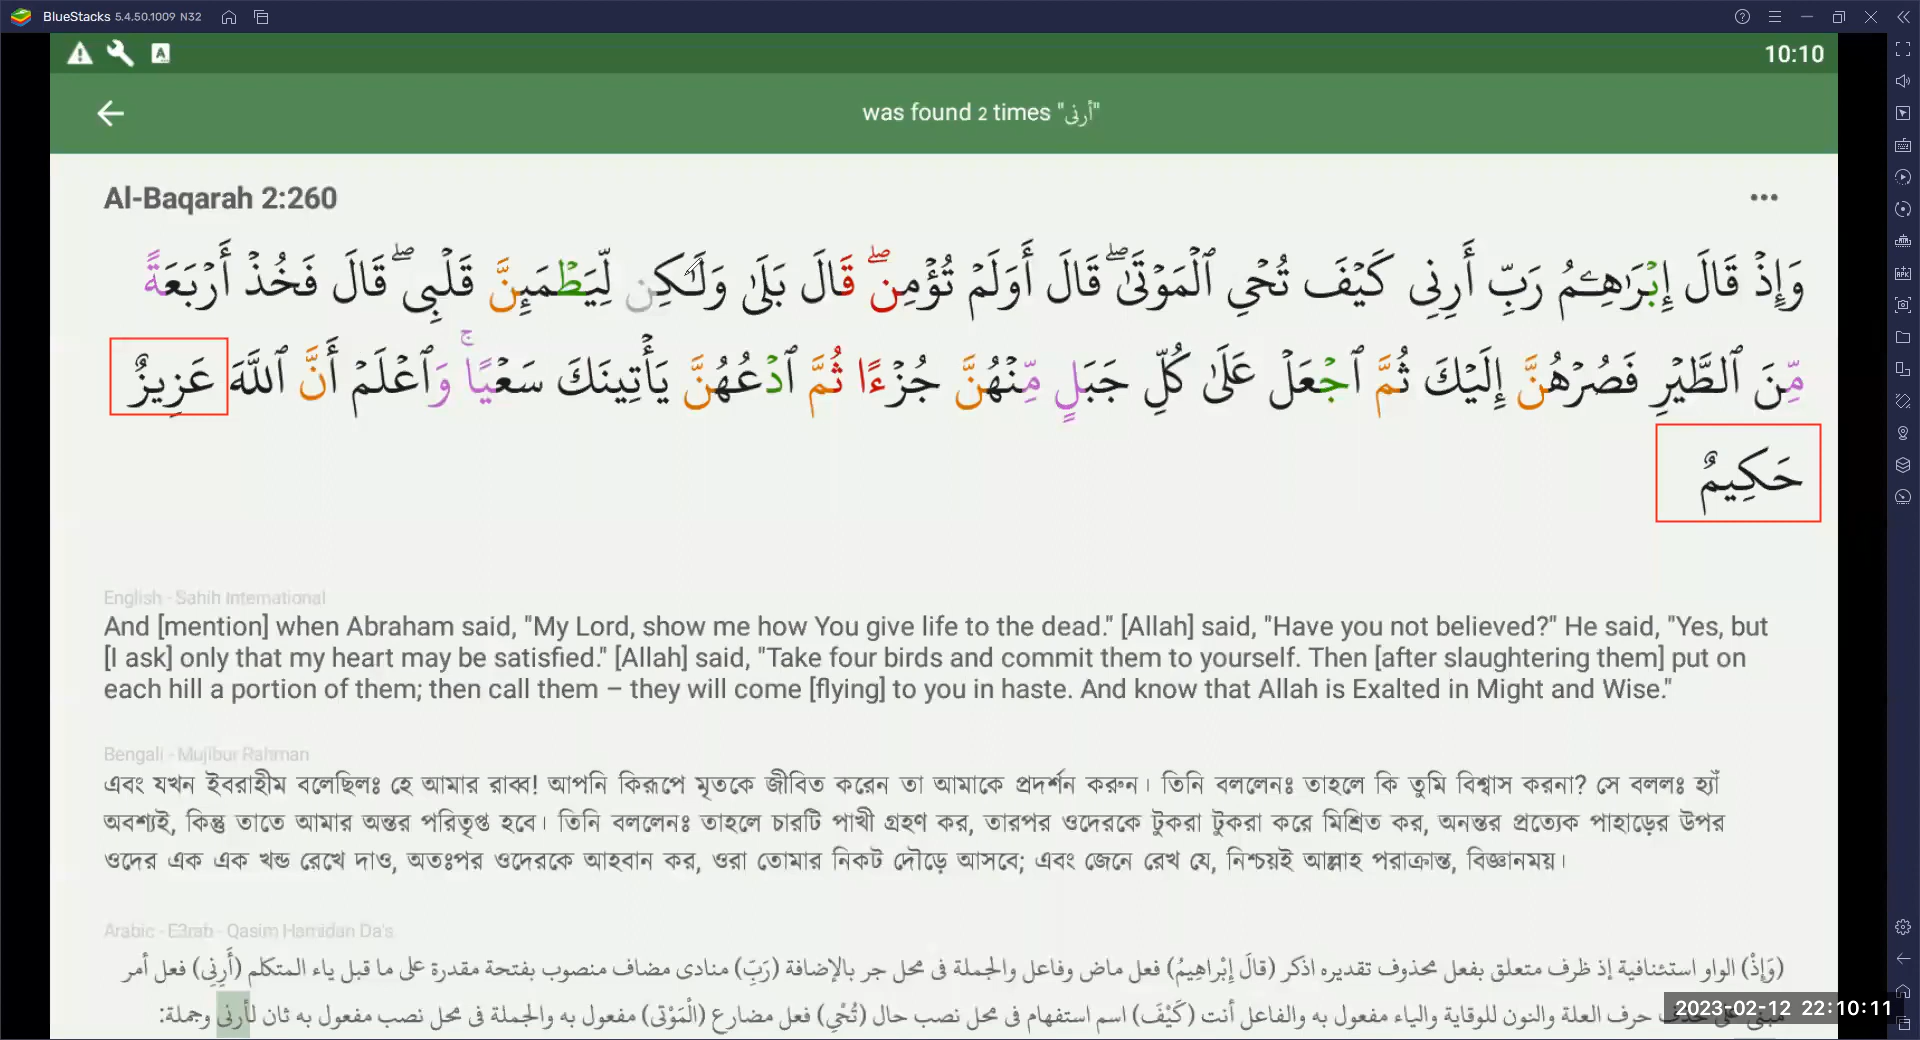 BlueStacks 5.4.50.1009 N32
10:10
was found 2 times "أرنى"
Al-Baqarah 2:260
وَإِذْ قَالَ إِبْرَٰهِـۧمُ رَبِّ أَرِنِى كَيْفَ تُحْىِ ٱلْمَوْتَىٰ ۖ قَالَ أَوَلَمْ تُؤْمِن ۖ قَالَ بَلَىٰ وَلَـٰكِن لِّيَطْمَئِنَّ قَلْبِى ۖ قَالَ فَخُذْ أَرْبَعَةً
مِّنَ ٱلطَّيْرِ فَصُرْهُنَّ إِلَيْكَ ثُمَّ ٱجْعَلْ عَلَىٰ كُلِّ جَبَلٍ مِّنْهُنَّ جُزْءًا ثُمَّ ٱدْعُهُنَّ يَأْتِينَكَ سَعْيًا ۚ وَٱعْلَمْ أَنَّ ٱللَّهَ عَزِيزٌ
حَكِيمٌ
English - Sahih International
And [mention] when Abraham said, "My Lord, show me how You give life to the dead." [Allah] said, "Have you not believed?" He said, "Yes, but
[I ask] only that my heart may be satisfied." [Allah] said, "Take four birds and commit them to yourself. Then [after slaughtering them] put on
each hill a portion of them; then call them – they will come [flying] to you in haste. And know that Allah is Exalted in Might and Wise."
Bengali - Mujibur Rahman
এবং যখন ইবরাহীম বলেছিলঃ হে আমার রাব্ব! আপনি কিরূপে মৃতকে জীবিত করেন তা আমাকে প্রদর্শন করুন। তিনি বললেনঃ তাহলে কি তুমি বিশ্বাস করনা? সে বললঃ হ্যাঁ
অবশ্যই, কিন্তু তাতে আমার অন্তর পরিতৃপ্ত হবে। তিনি বললেনঃ তাহলে চারটি পাখী গ্রহণ কর, তারপর ওদেরকে টুকরা টুকরা করে মিশ্রিত কর, অনন্তর প্রত্যেক পাহাড়ের উপর
ওদের এক এক খন্ড রেখে দাও, অতঃপর ওদেরকে আহবান কর, ওরা তোমার নিকট দৌড়ে আসবে; এবং জেনে রেখ যে, নিশ্চয়ই আল্লাহ পরাক্রান্ত, বিজ্ঞানময়।
Arabic - E3rab - Qasim Hamidan Da's
(وَإِذْ) الواو استئنافية إذ ظرف متعلق بفعل محذوف تقديره اذكر (قالَ إِبْراهِيمُ) فعل ماض وفاعل والجملة في محل جر بالإضافة (رَبِّ) منادى مضاف منصوب بفتحة مقدرة على ما قبل ياء المتكلم (أَرِنِي) فعل أمر
حرف العلة والنون للوقاية والياء مفعول به والفاعل أنت (كَيْفَ) اسم استفهام في محل نصب حال (تُحْيِ) فعل مضارع (الْمَوْتى) مفعول به والجملة في محل نصب مفعول به ثان لأرنى وجملة:
2023-02-12 22:10:11